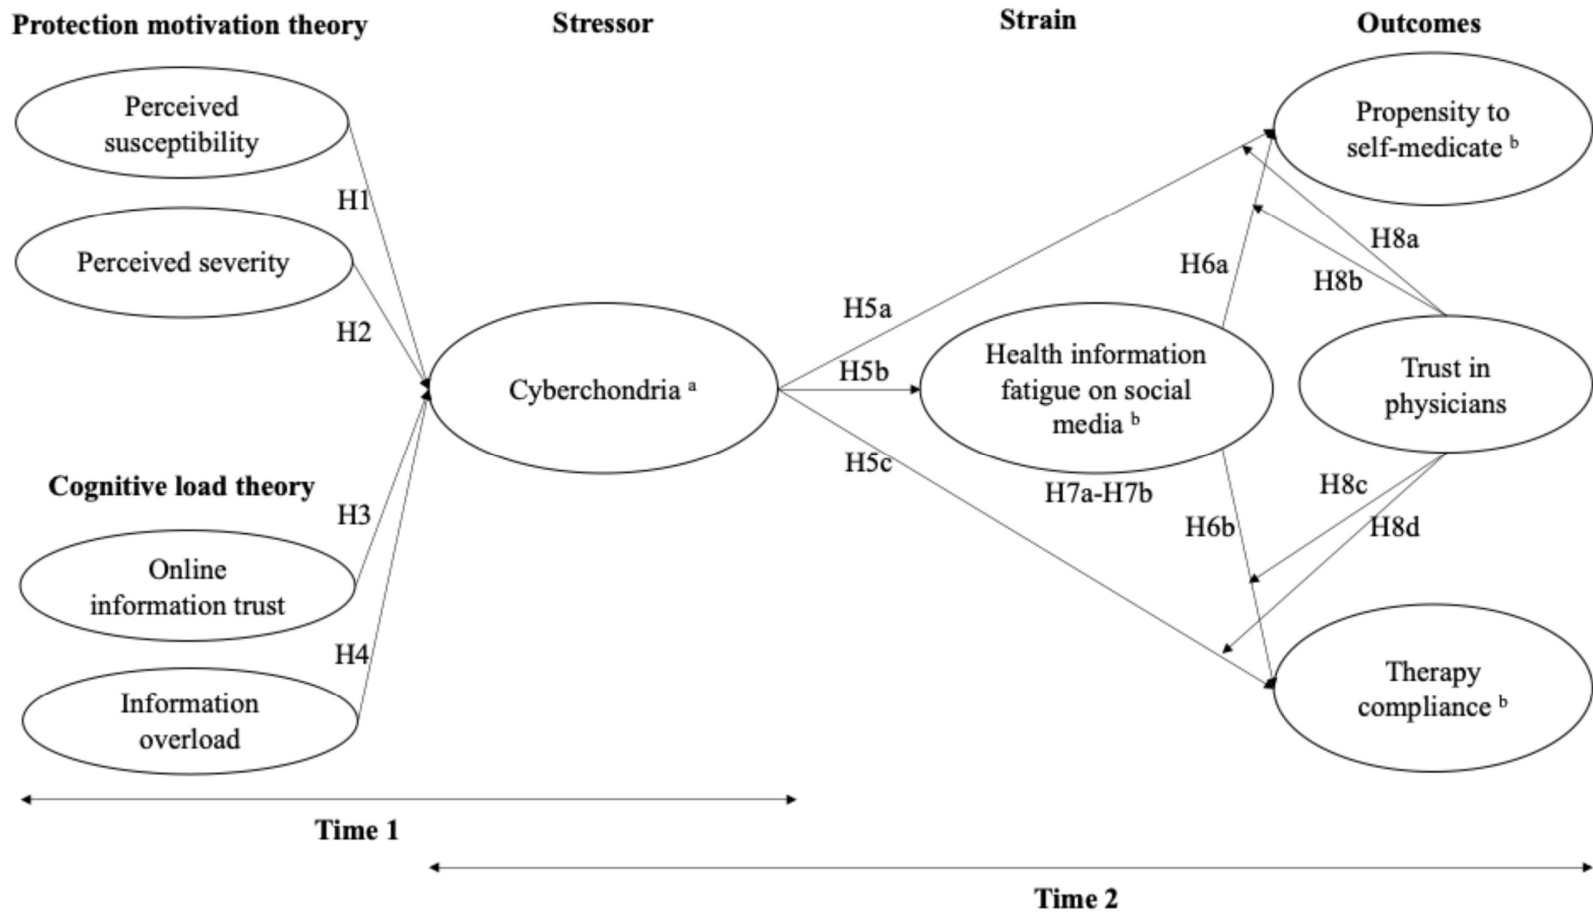 Protection motivation theory
Stressor
Strain
Outcomes
Perceived
susceptibility
Propensity to
self-medicate b
H1
Perceived severity
H8a
H6a
H8b
H2
H5a
Cyberchondria a
H5b
Health information
fatigue on social
media b
Trust in
physicians
H5c
Cognitive load theory
H7a-H7b
H8c
H3
H6b
H8d
Online
information trust
H4
Information
overload
Therapy
compliance b
Time 1
Time 2